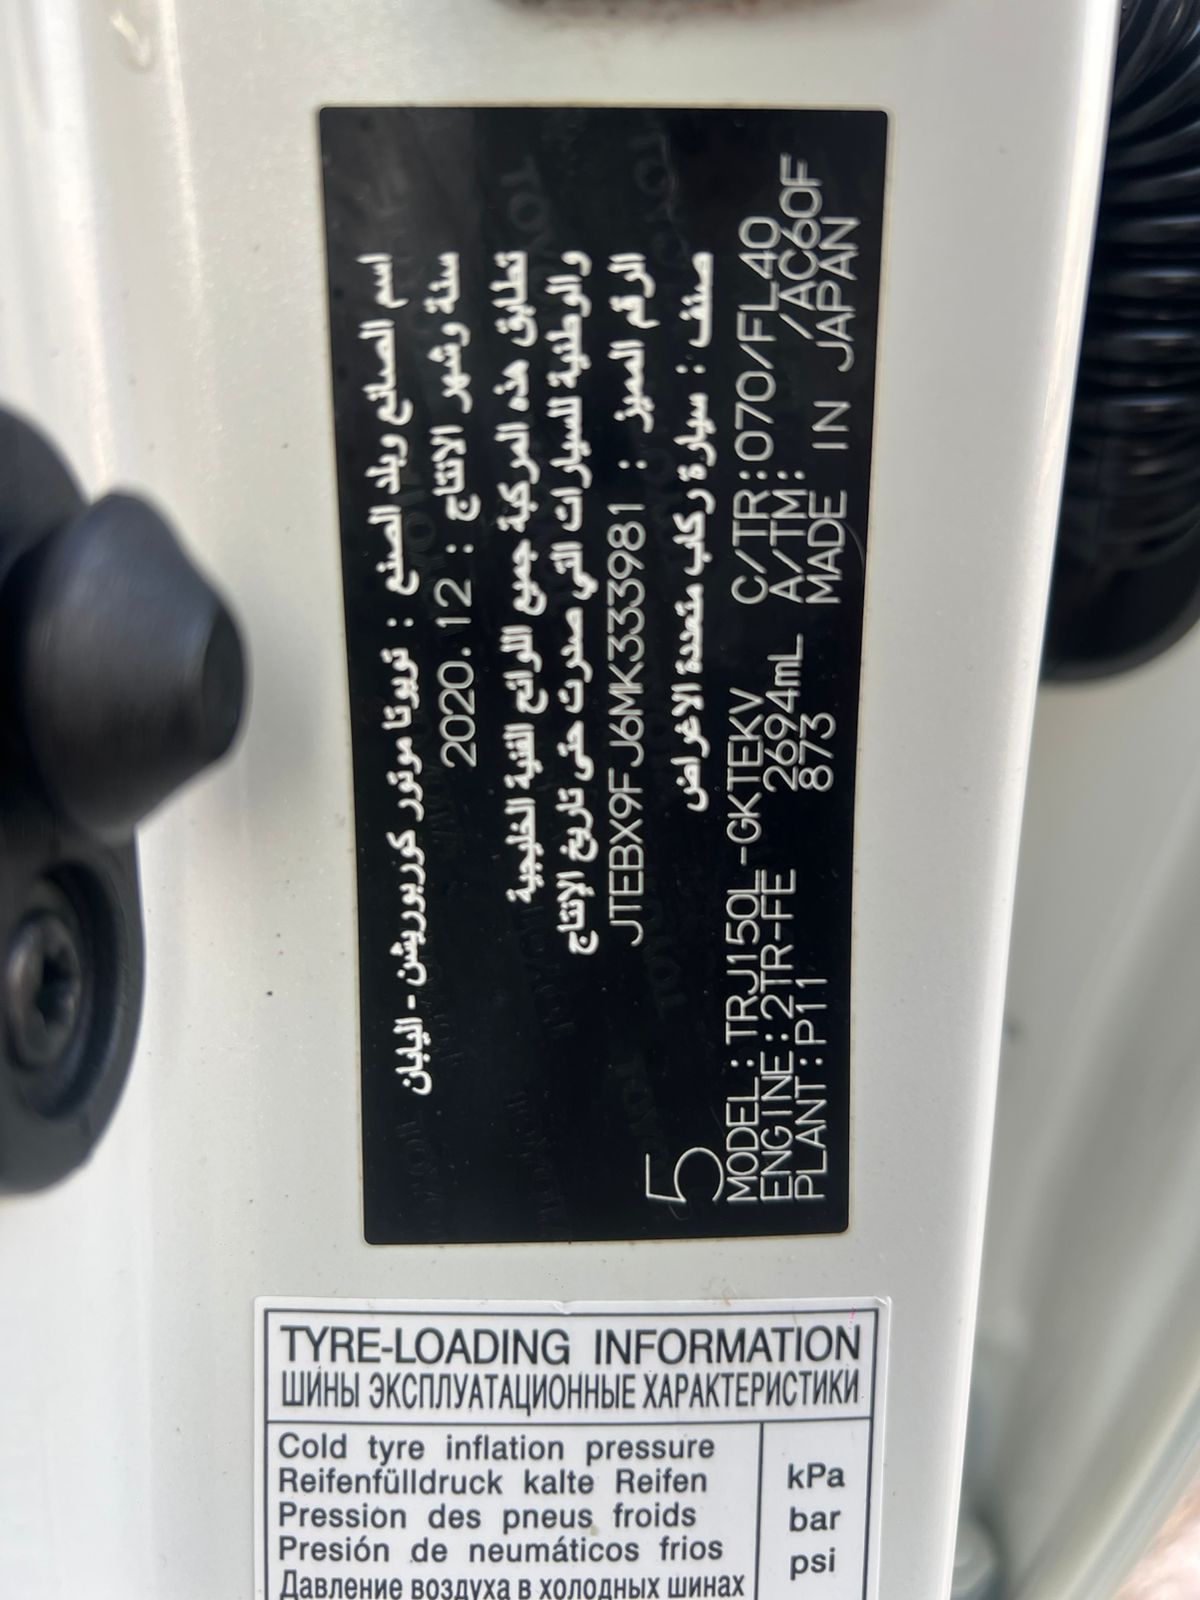 اسم الصانع وبلد الصنع : تويوتا موتور كوربوريشن - اليابان
سنة وشهر الانتاج : 2020.12
تطابق هذه المركبة جميع اللوائح الفنية الخليجية
والوطنية للسيارات التي صدرت حتى تاريخ الإنتاج
الرقم المميز : JTEBX9FJ6MK333981
صنف : سيارة ركاب متعددة الاغراض
5
MODEL:TRJ150L-GKTEKV C/TR:070/FL40
ENGINE:2TR-FE 2694mL A/TM: /AC60F
PLANT:P11 873 MADE IN JAPAN
TYRE-LOADING INFORMATION
ШИНЫ ЭКСПЛУАТАЦИОННЫЕ ХАРАКТЕРИСТИКИ
Cold tyre inflation pressure
Reifenfülldruck kalte Reifen
Pression des pneus froids
Presión de neumáticos frios
Давление воздуха в холодных шинах
kPa
bar
psi